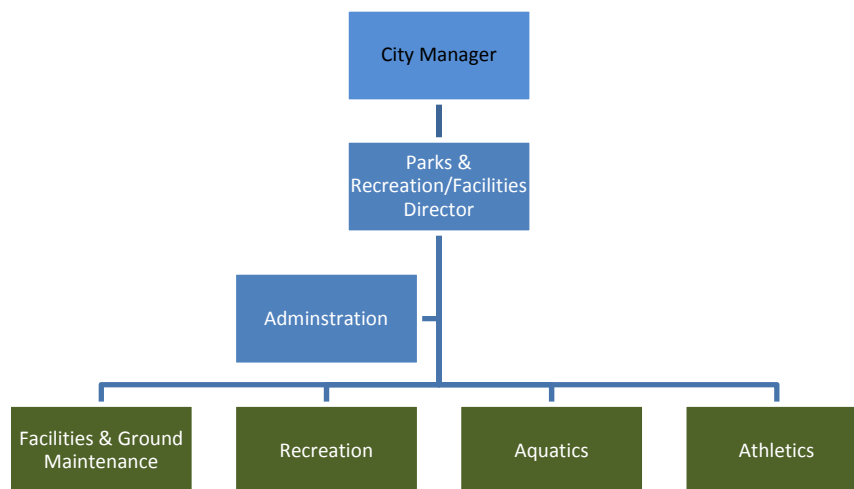 City Manager
Parks &
Recreation/Facilities
Director
Adminstration
Facilities & Ground
Maintenance
Recreation
Aquatics
Athletics